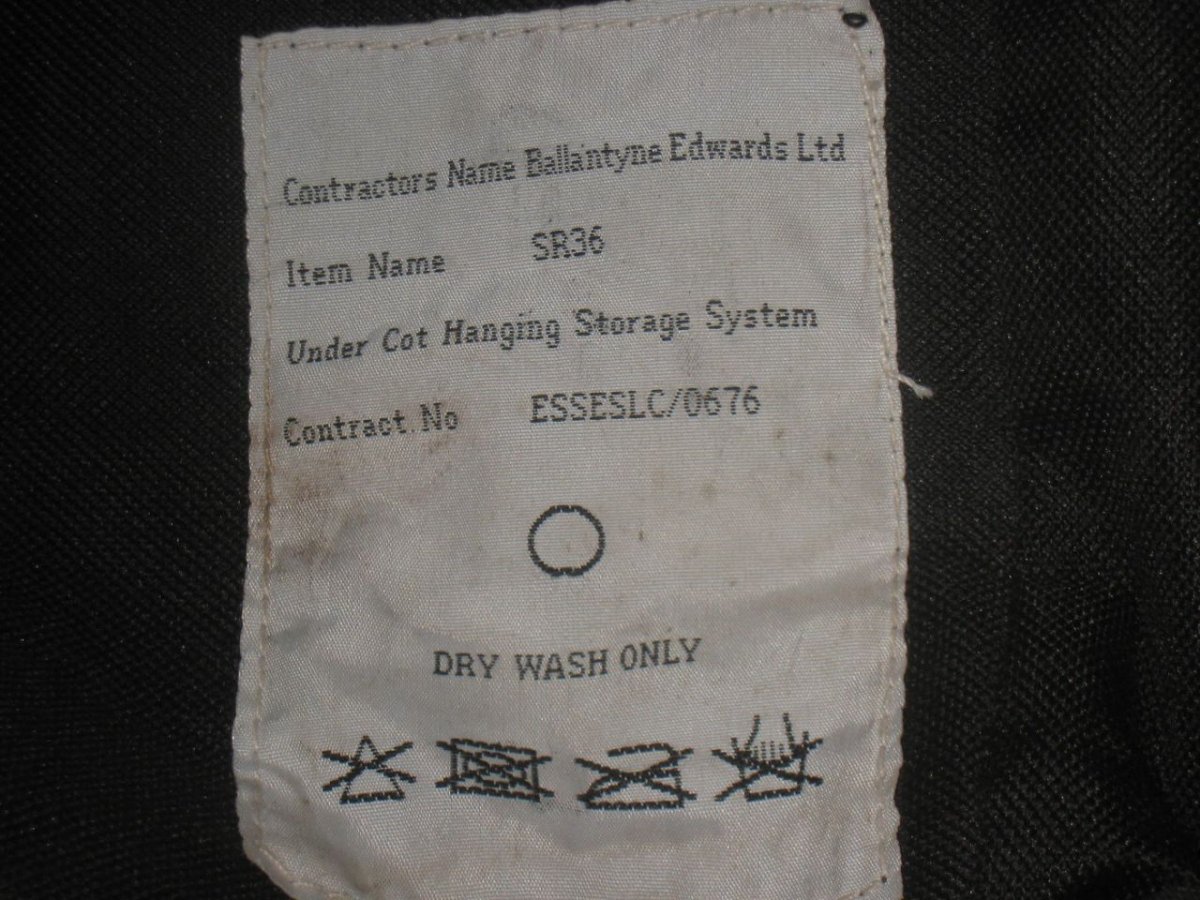 Contractors Name Ballantyne Edwards Ltd
Item Name SR36
Under Cot Hanging Storage System
Contract No ESSESLC/0676
DRY WASH ONLY